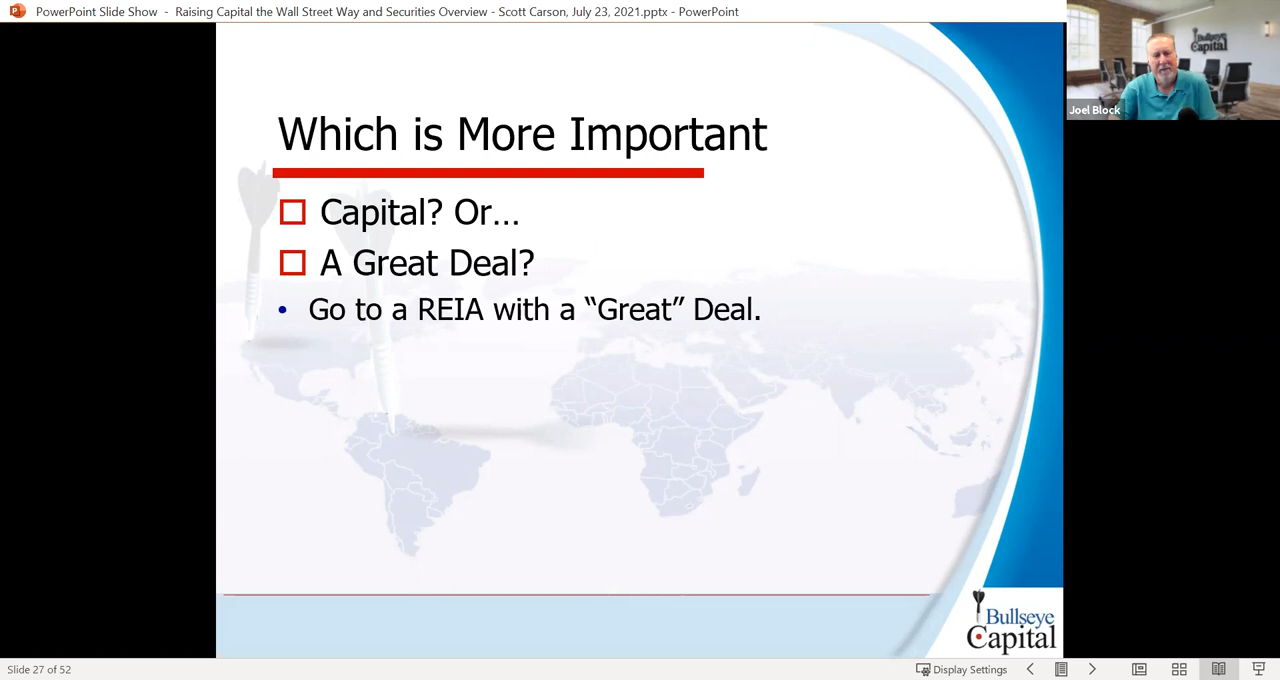 PowerPoint Slide Show - Raising Capital the Wall Street Way and Securities Overview - Scott Carson, July 23, 2021.pptx - PowerPoint
Bullseye
Capital
Joel Block
Which is More Important
Capital? Or…
A Great Deal?
• Go to a REIA with a “Great” Deal.
Bullseye
Capital
Slide 27 of 52
Display Settings